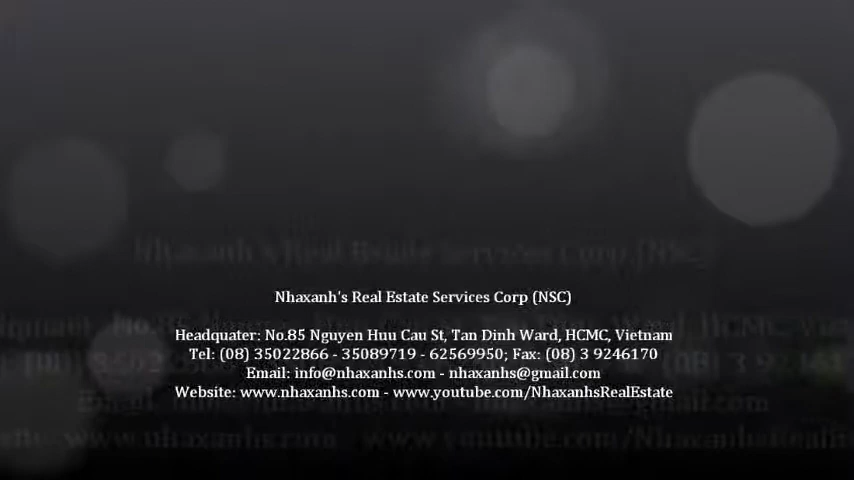 Nhaxanh's Real Estate Services Corp (NSC)
Headquater: No.85 Nguyen Huu Cau St, Tan Dinh Ward, HCMC, Vietnam
Tel: (08) 35022866 - 35089719 - 62569950; Fax: (08) 3 9246170
Email: info@nhaxanhs.com - nhaxanhs@gmail.com
Website: www.nhaxanhs.com - www.youtube.com/NhaxanhsRealEstate